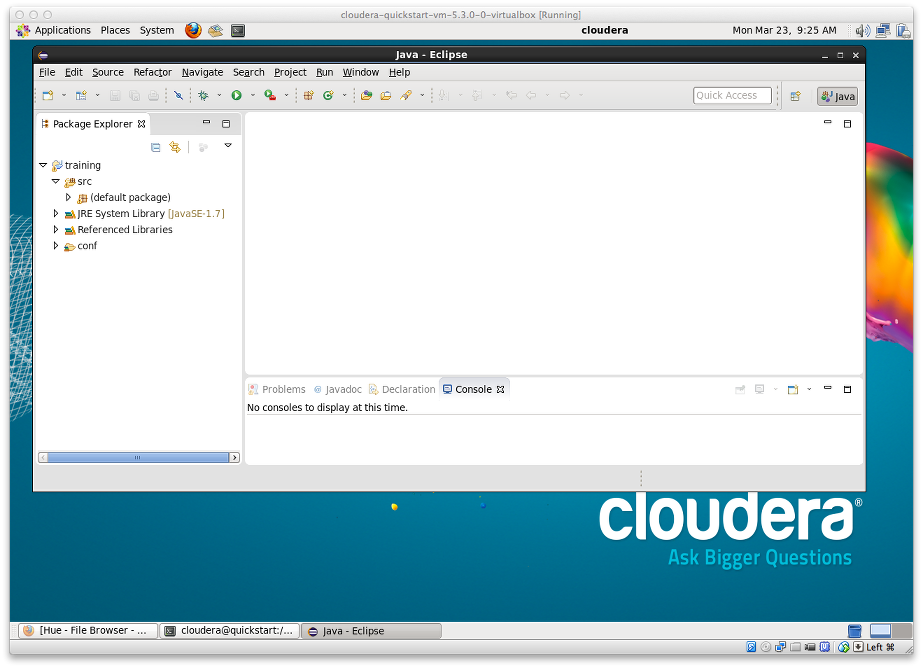 cloudera-quickstart-vm-5.3.0-0-virtualbox [Running]
Applications Places System cloudera Mon Mar 23, 9:25 AM
Java - Eclipse
File Edit Source Refactor Navigate Search Project Run Window Help
Quick Access Java
Package Explorer
training
src
(default package)
JRE System Library [JavaSE-1.7]
Referenced Libraries
conf
Problems Javadoc Declaration Console
No consoles to display at this time.
cloudera®
Ask Bigger Questions
[Hue - File Browser - ... cloudera@quickstart:/... Java - Eclipse
Left ⌘